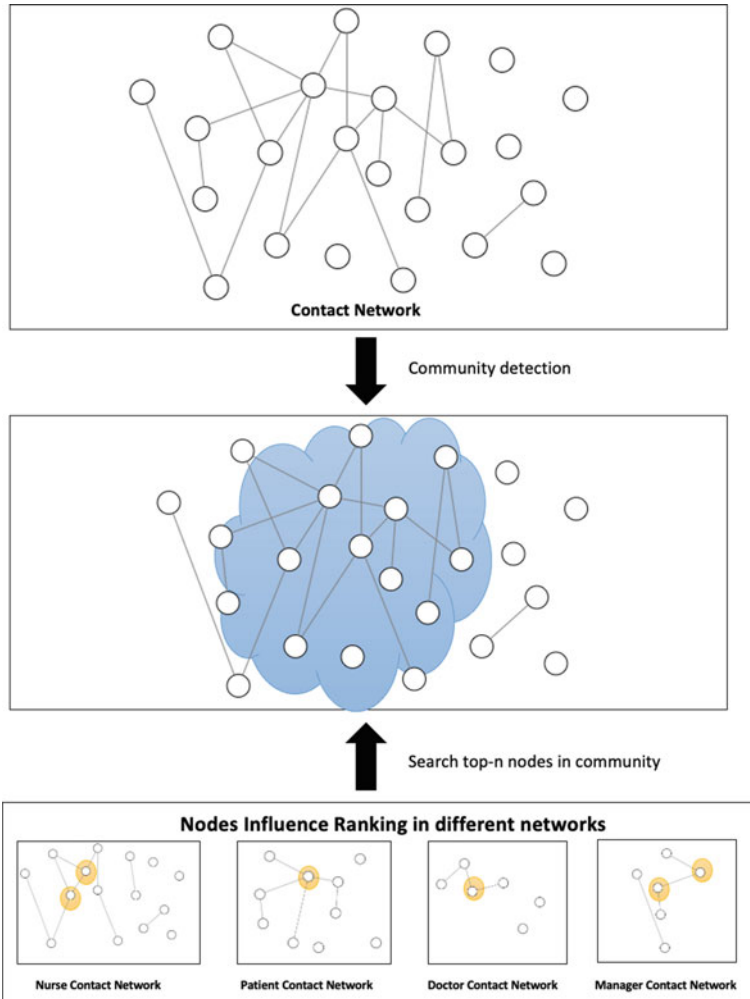 Contact Network
Community detection
Search top-n nodes in community
Nodes Influence Ranking in different networks
Nurse Contact Network
Patient Contact Network
Doctor Contact Network
Manager Contact Network